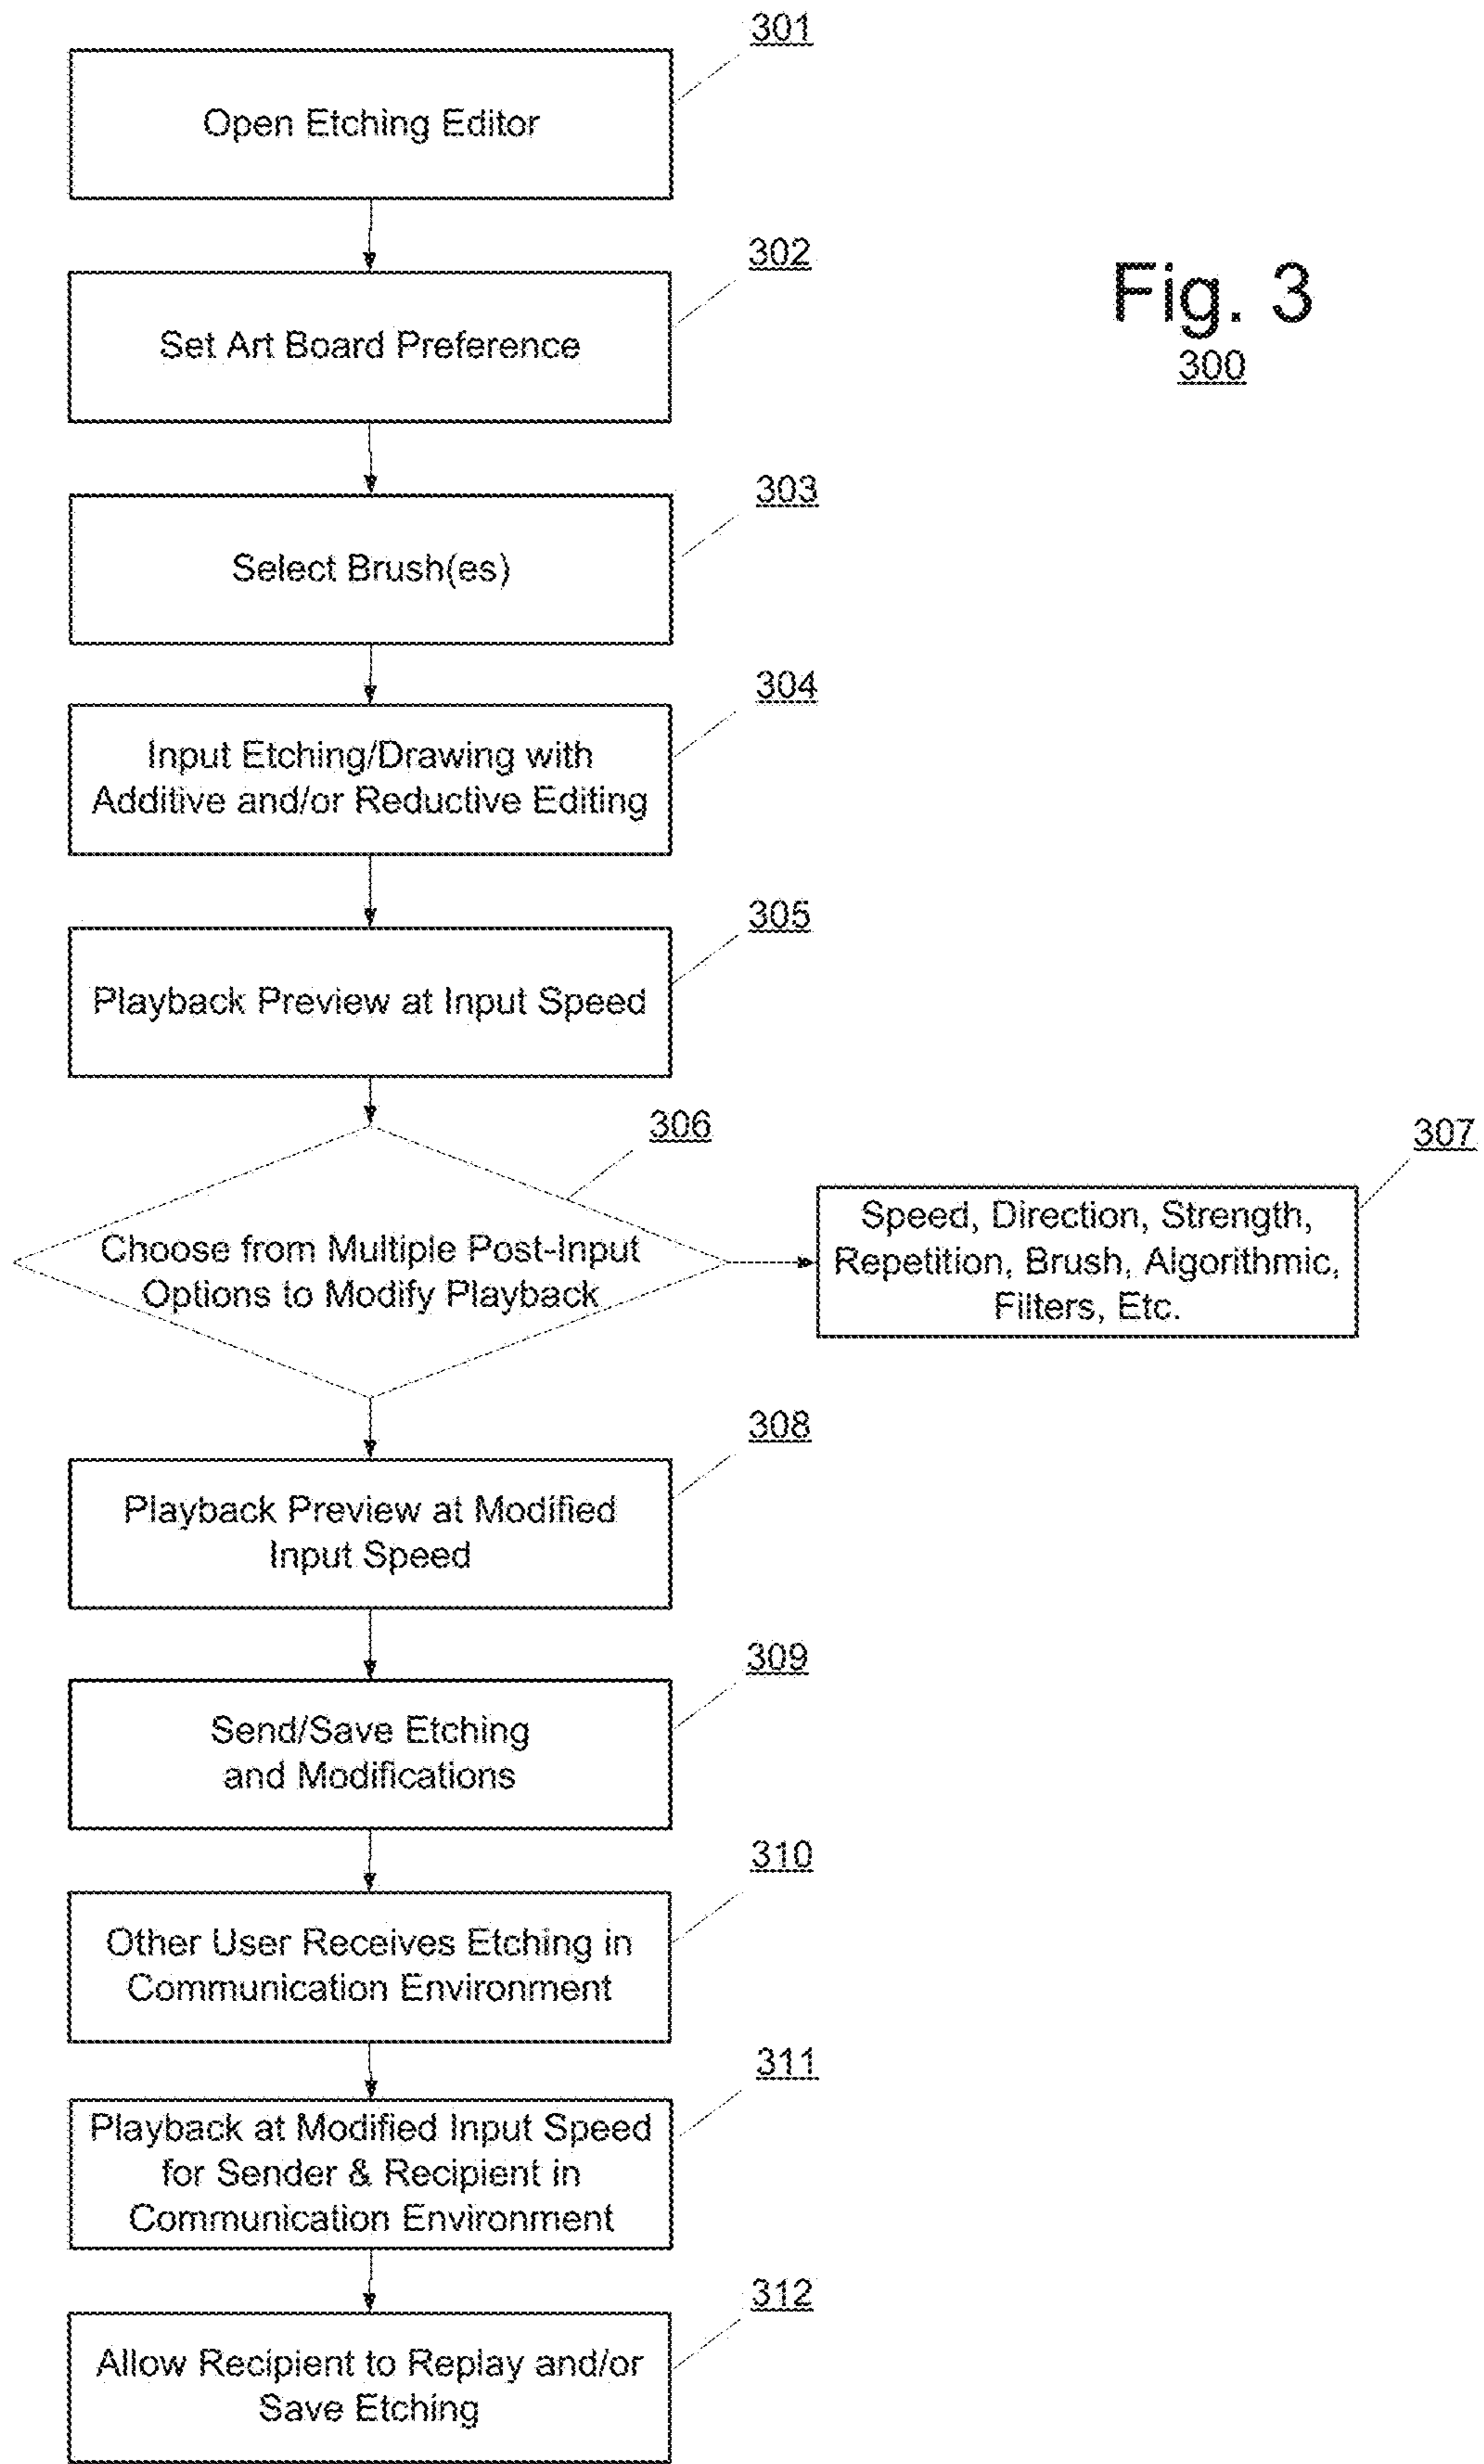 301
Open Etching Editor
302
Set Art Board Preference
Fig. 3
300
303
Select Brush(es)
304
Input Etching/Drawing with
Additive and/or Reductive Editing
305
Playback Preview at Input Speed
306
Choose from Multiple Post-Input
Options to Modify Playback
307
Speed, Direction, Strength,
Repetition, Brush, Algorithmic,
Filters, Etc.
308
Playback Preview at Modified
Input Speed
309
Send/Save Etching
and Modifications
310
Other User Receives Etching in
Communication Environment
311
Playback at Modified Input Speed
for Sender & Recipient in
Communication Environment
312
Allow Recipient to Replay and/or
Save Etching